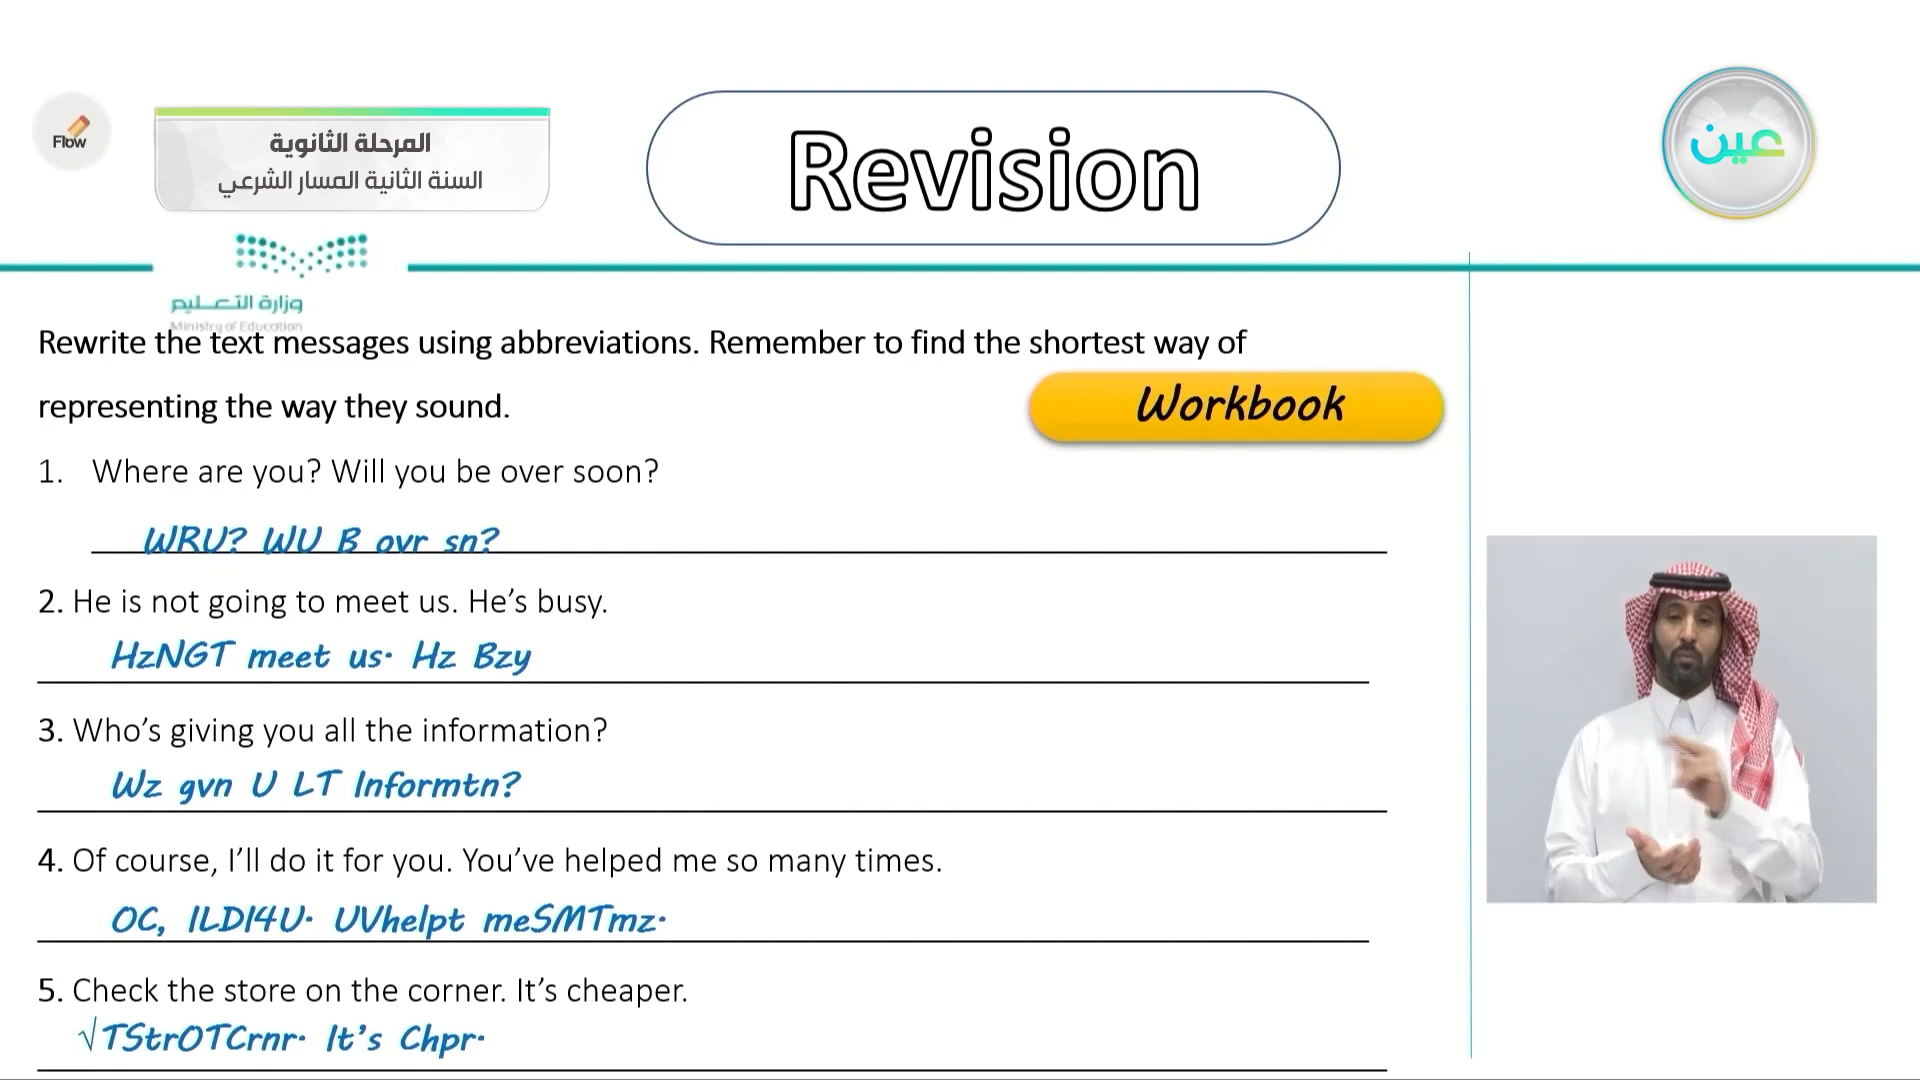 Flow
المرحلة الثانوية
السنة الثانية المسار الشرعي
Revision
عين
وزارة التعليم
Ministry of Education
Rewrite the text messages using abbreviations. Remember to find the shortest way of
representing the way they sound.
Workbook
1. Where are you? Will you be over soon?
WRU? WU B ovr sn?
2. He is not going to meet us. He’s busy.
HzNGT meet us. Hz Bzy
3. Who’s giving you all the information?
Wz gvn U LT Informtn?
4. Of course, I’ll do it for you. You’ve helped me so many times.
OC, ILDI4U. UVhelpt meSMTmz.
5. Check the store on the corner. It’s cheaper.
√TStrOTCrnr. It’s Chpr.